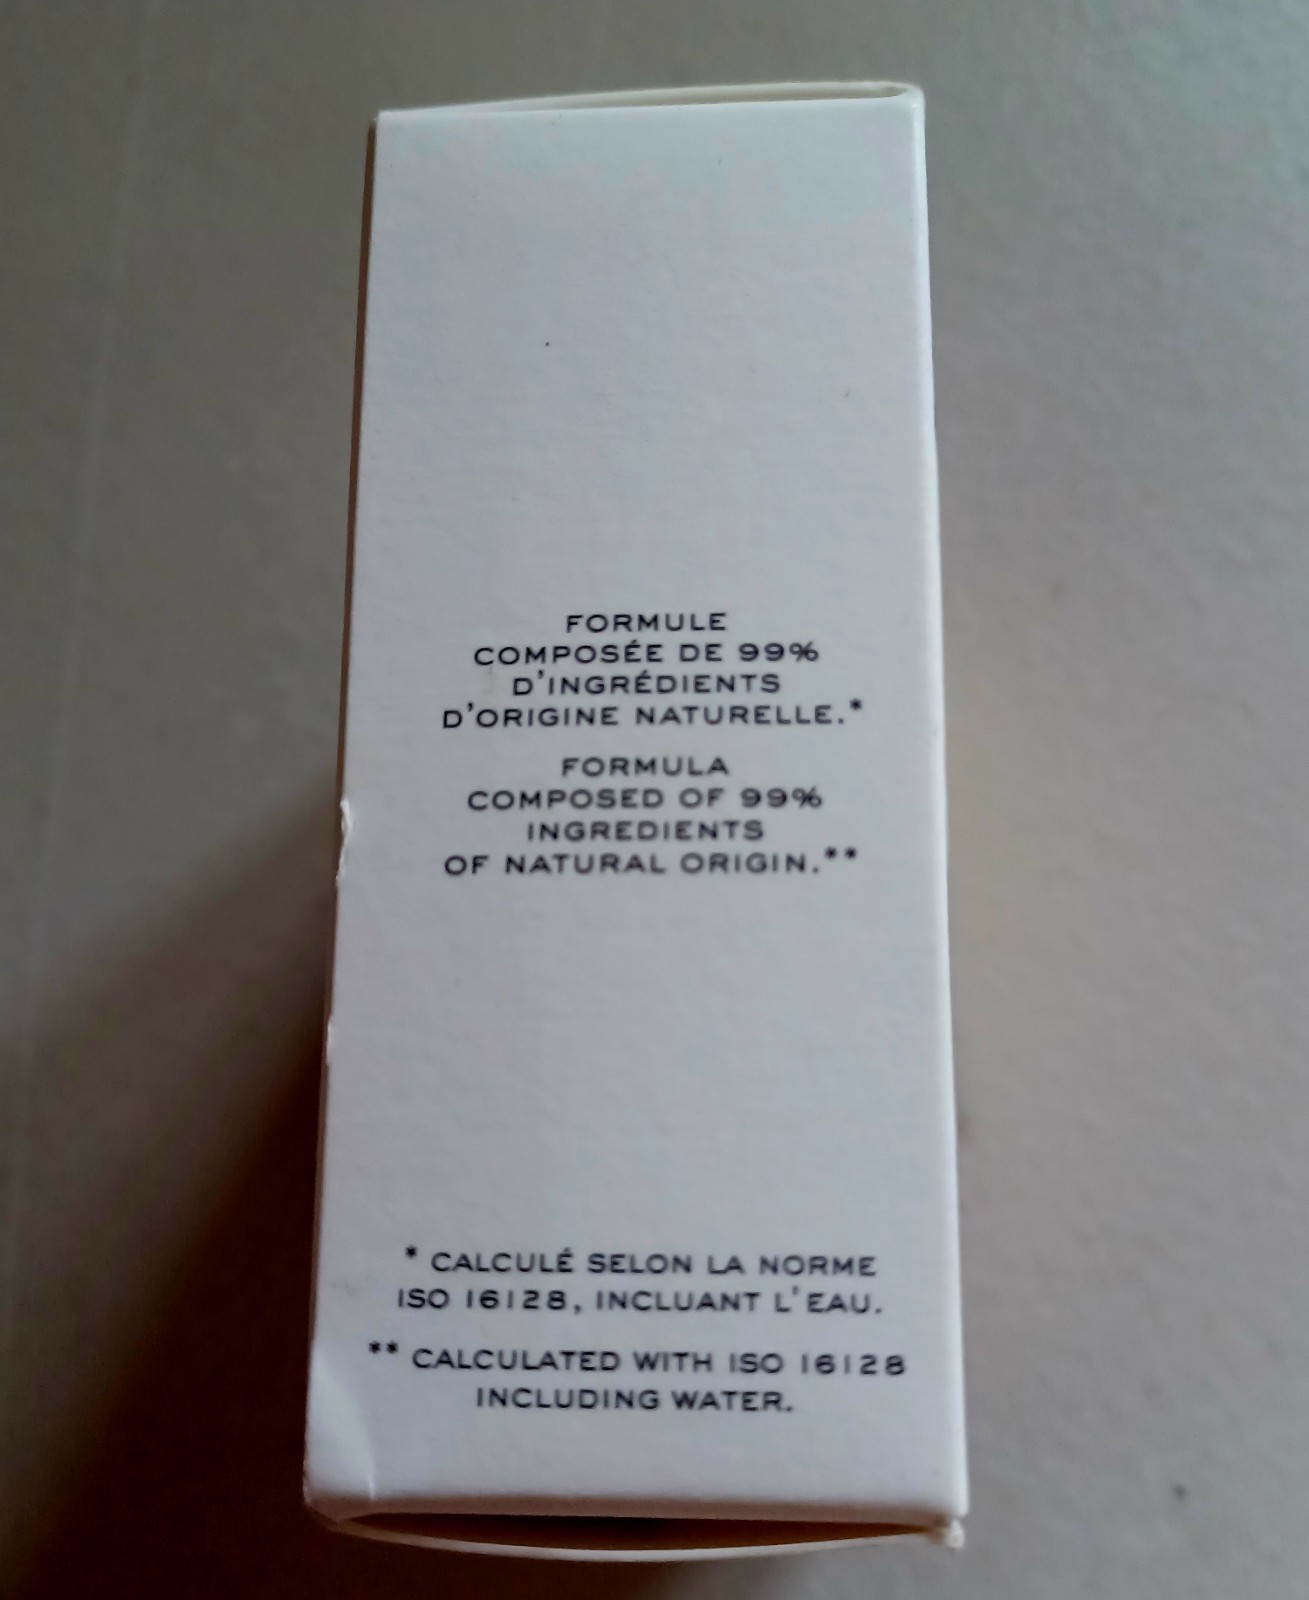 FORMULE
COMPOSÉE DE 99%
D'INGRÉDIENTS
D'ORIGINE NATURELLE.*
FORMULA
COMPOSED OF 99%
INGREDIENTS
OF NATURAL ORIGIN.**
* CALCULÉ SELON LA NORME
ISO 16128, INCLUANT L'EAU.
** CALCULATED WITH ISO 16128
INCLUDING WATER.